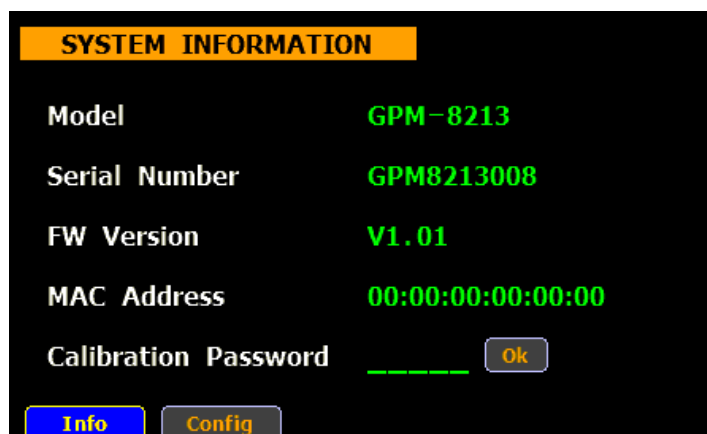 SYSTEM INFORMATION
Model GPM-8213
Serial Number GPM8213008
FW Version V1.01
MAC Address 00:00:00:00:00:00
Calibration Password _____ Ok
Info Config